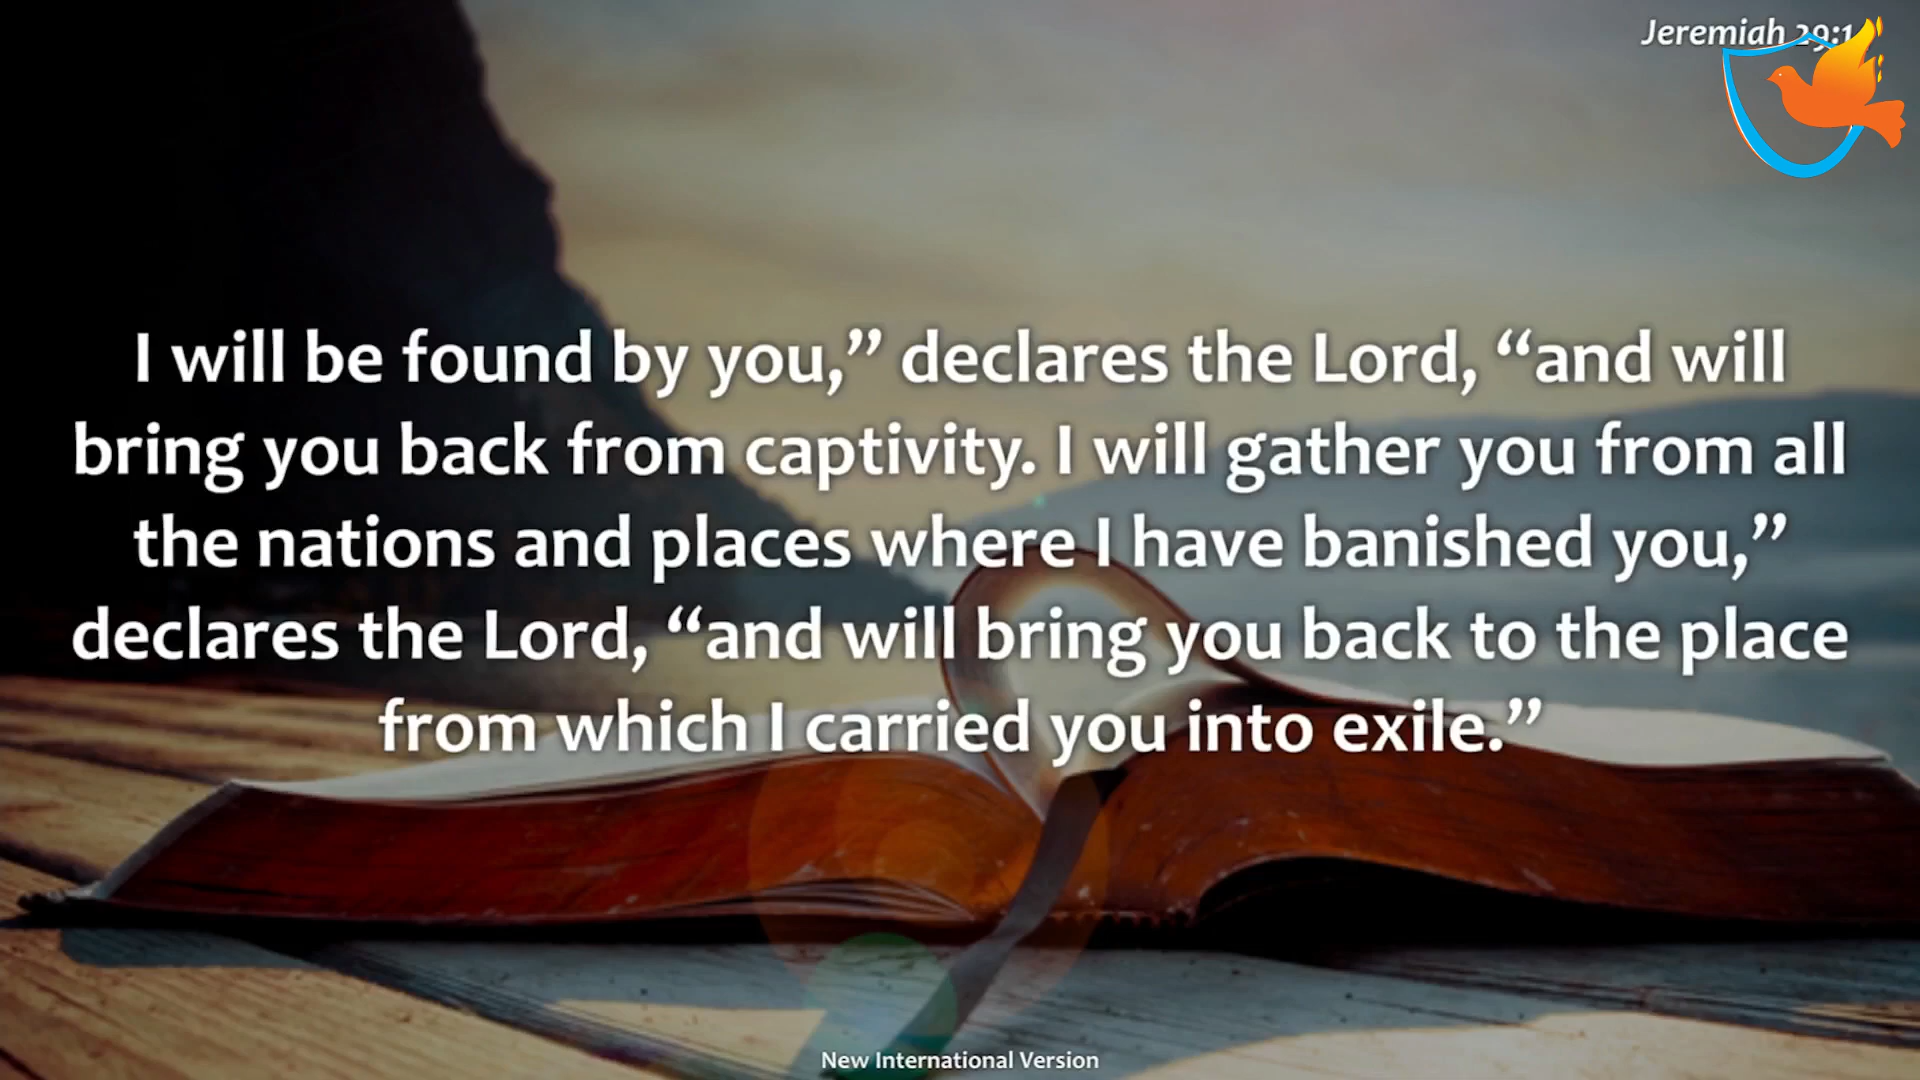 Jeremiah 29:1
I will be found by you,” declares the Lord, “and will
bring you back from captivity. I will gather you from all
the nations and places where I have banished you,”
declares the Lord, “and will bring you back to the place
from which I carried you into exile.”
New International Version